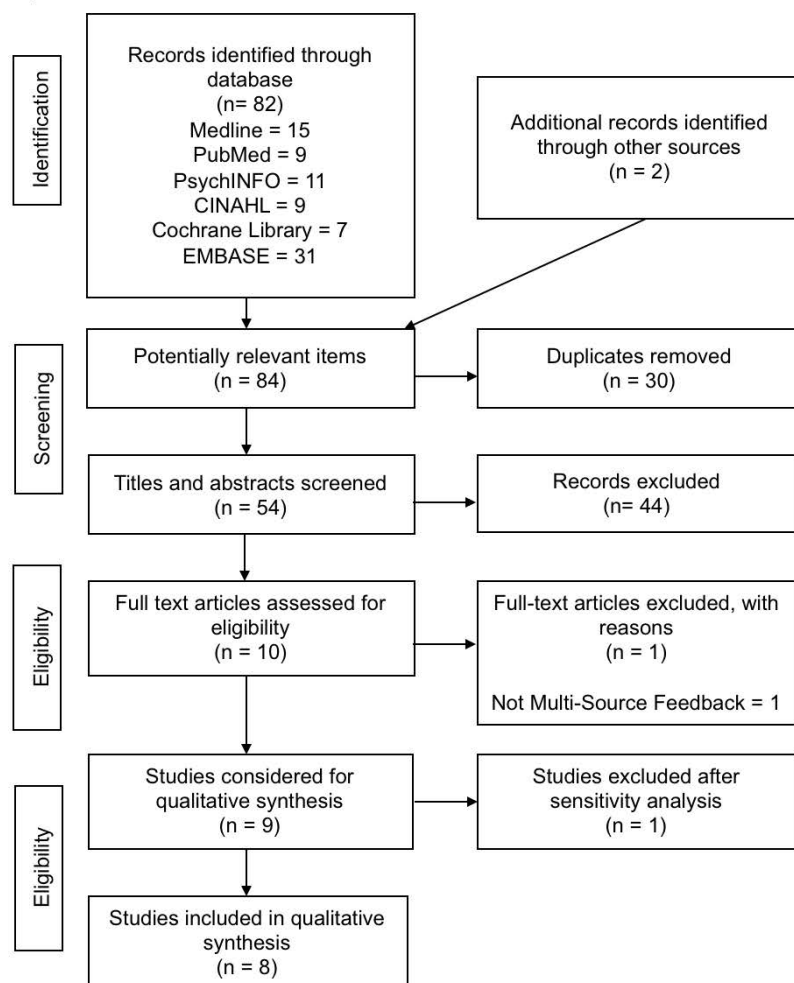 Identification
Records identified through
database
(n= 82)
Medline = 15
PubMed = 9
PsychINFO = 11
CINAHL = 9
Cochrane Library = 7
EMBASE = 31
Additional records identified
through other sources
(n = 2)
Screening
Potentially relevant items
(n = 84)
Duplicates removed
(n = 30)
Titles and abstracts screened
(n = 54)
Records excluded
(n= 44)
Eligibility
Full text articles assessed for
eligibility
(n = 10)
Full-text articles excluded, with
reasons
(n = 1)
Not Multi-Source Feedback = 1
Eligibility
Studies considered for
qualitative synthesis
(n = 9)
Studies excluded after
sensitivity analysis
(n = 1)
Studies included in qualitative
synthesis
(n = 8)